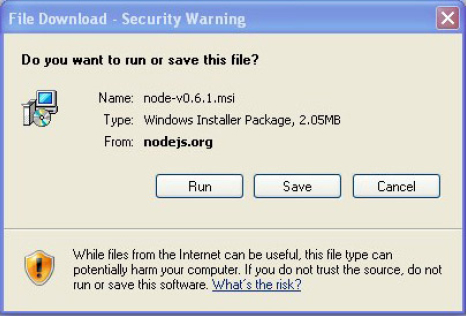 File Download - Security Warning
Do you want to run or save this file?
Name: node-v0.6.1.msi
Type: Windows Installer Package, 2.05MB
From: nodejs.org
Run Save Cancel
While files from the Internet can be useful, this file type can
potentially harm your computer. If you do not trust the source, do not
run or save this software. What's the risk?